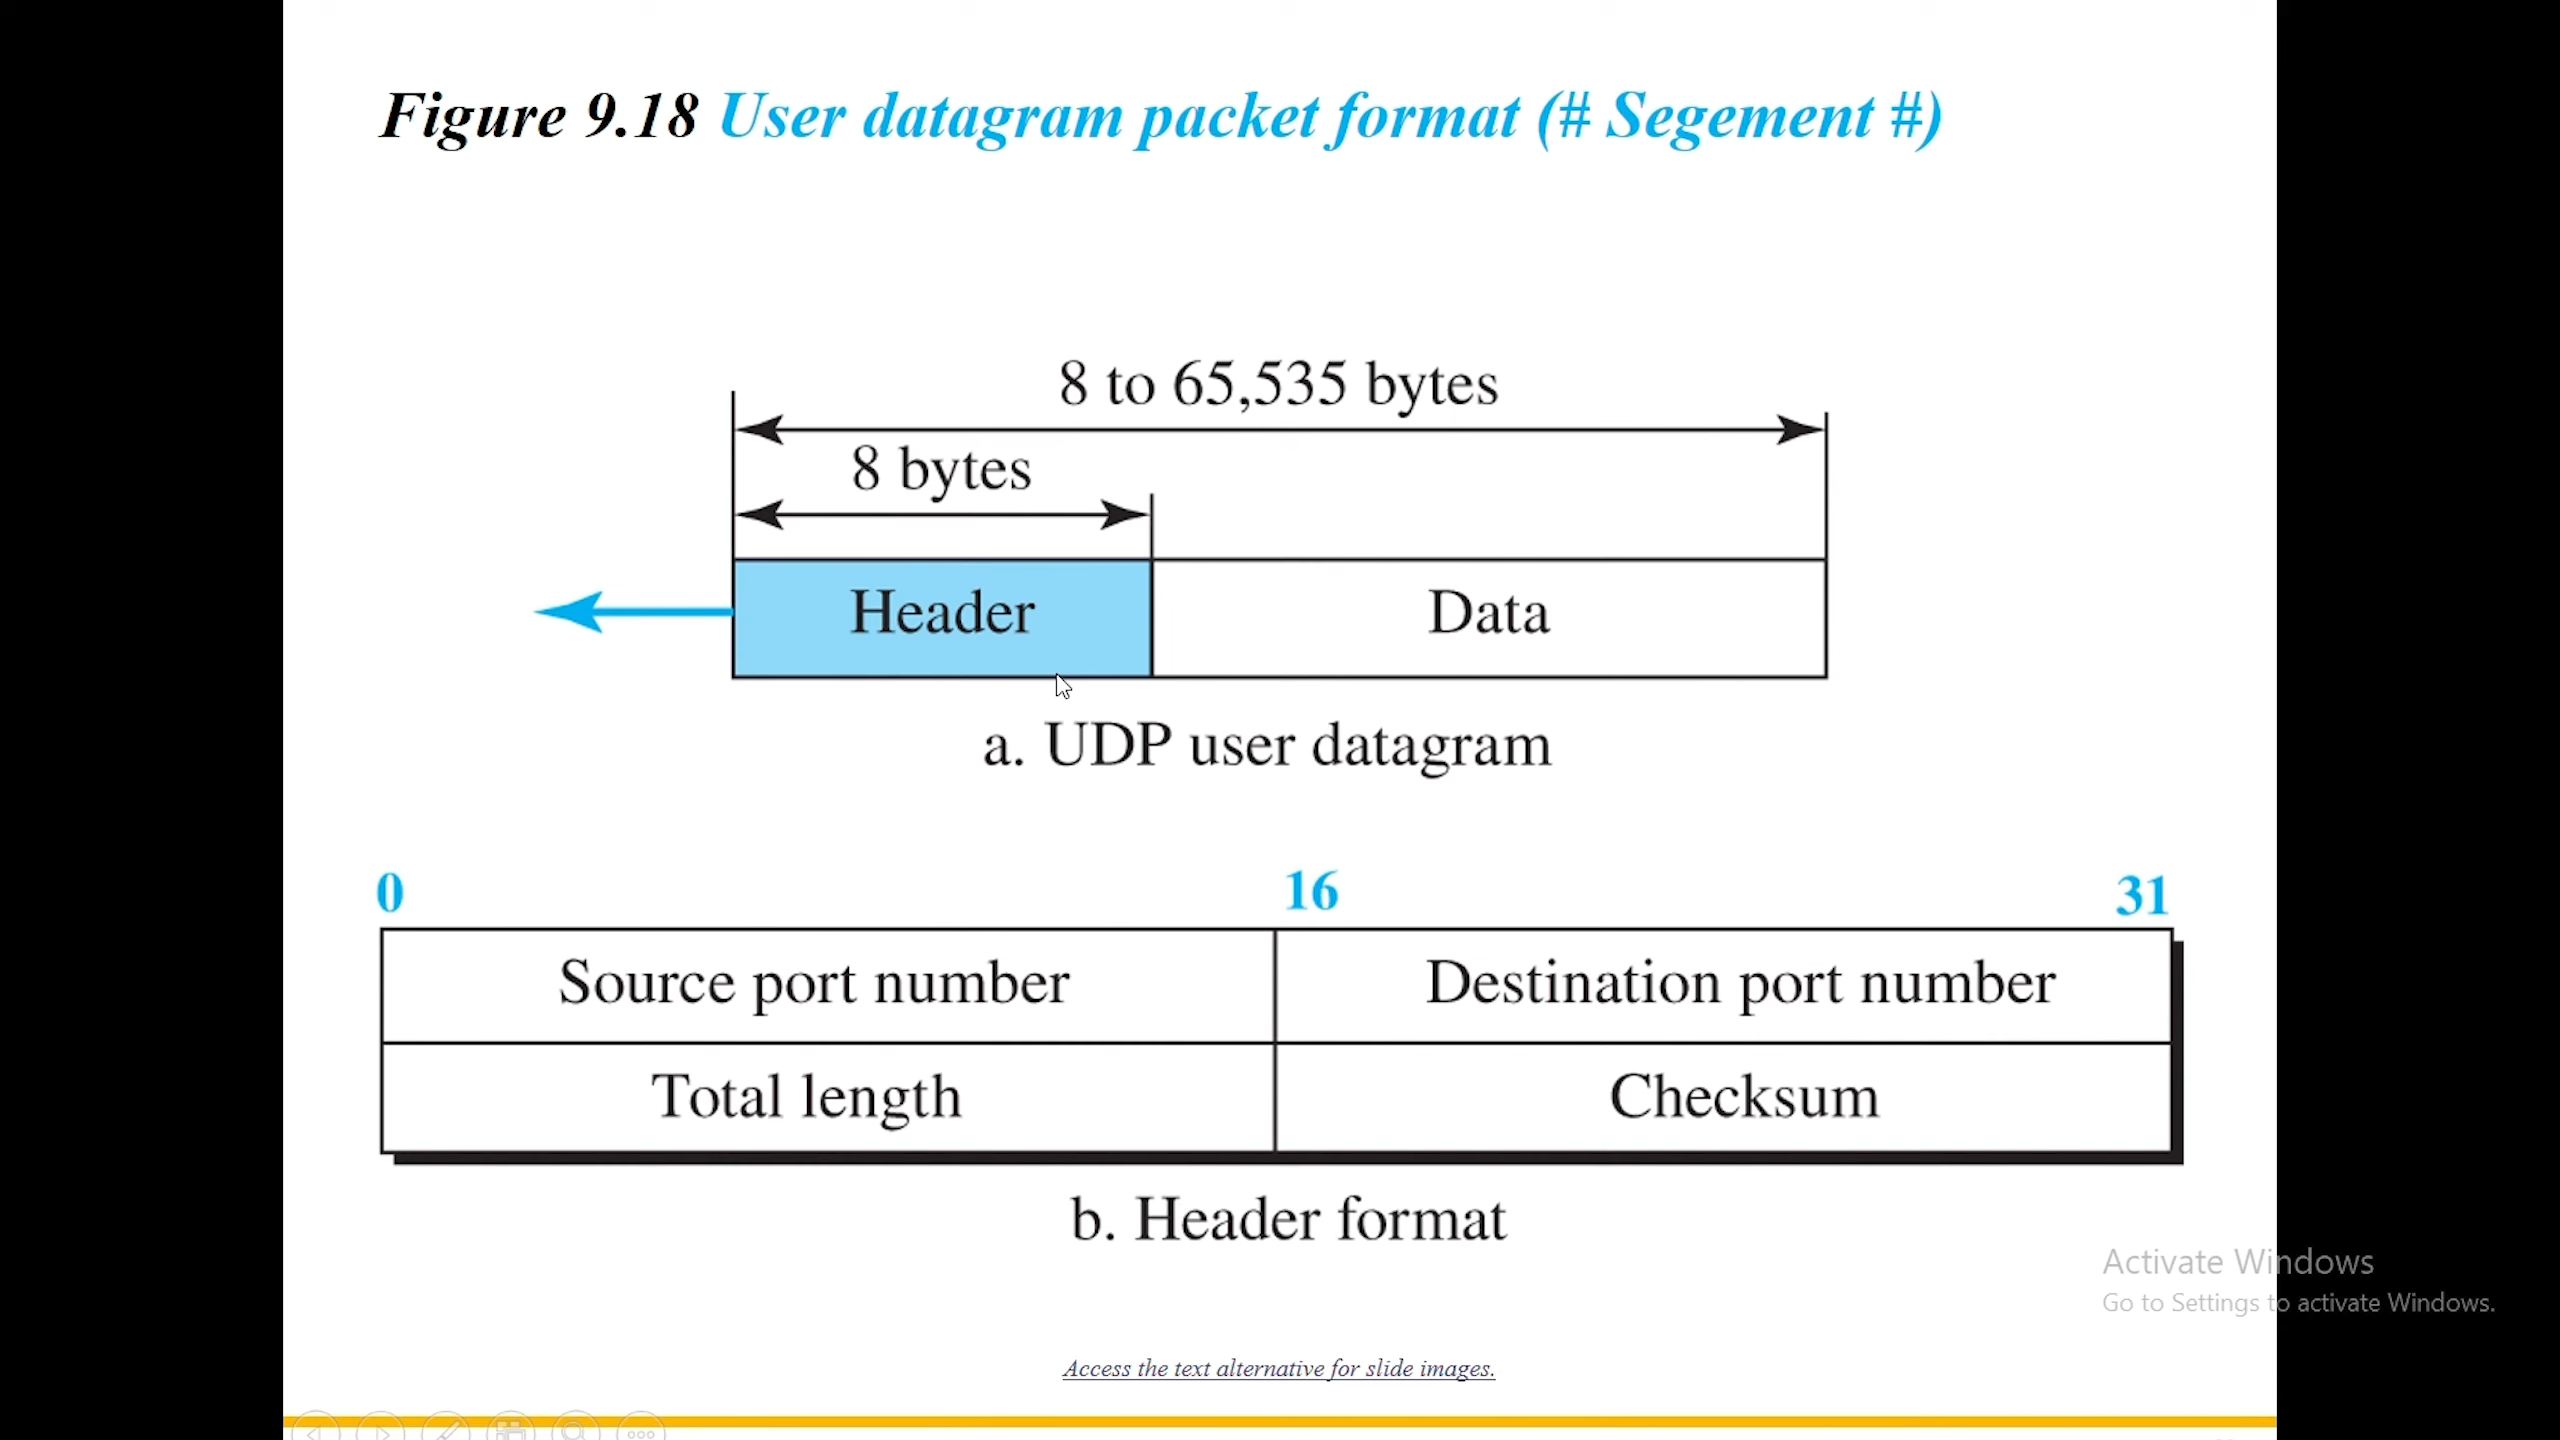 Figure 9.18 User datagram packet format (# Segement #)
8 to 65,535 bytes
8 bytes
Header Data
a. UDP user datagram
0 16 31
Source port number Destination port number
Total length Checksum
b. Header format
Activate Windows
Go to Settings to activate Windows.
Access the text alternative for slide images.